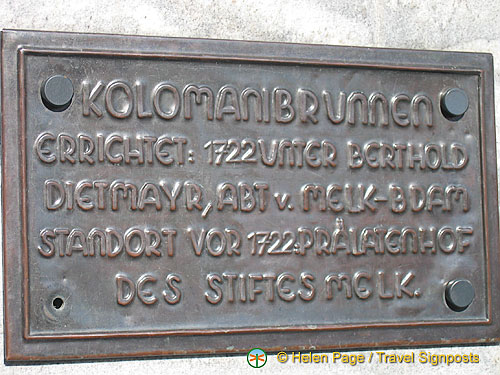 KOLOMANIBRUNNEN
ERRICHTET: 1722 UNTER BERTHOLD
DIETMAYR, ABT v. MELK-BDAM
STANDORT VOR 1722: PRÄLATENHOF
DES STIFTES MELK.
© Helen Page / Travel Signposts